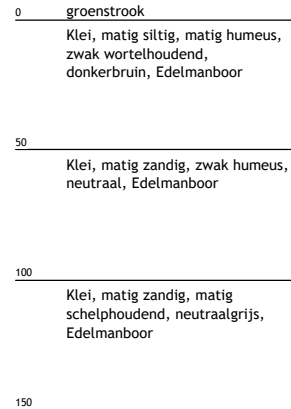 0 groenstrook
Klei, matig siltig, matig humeus,
zwak wortelhoudend,
donkerbruin, Edelmanboor
50
Klei, matig zandig, zwak humeus,
neutraal, Edelmanboor
100
Klei, matig zandig, matig
schelphoudend, neutraalgrijs,
Edelmanboor
150